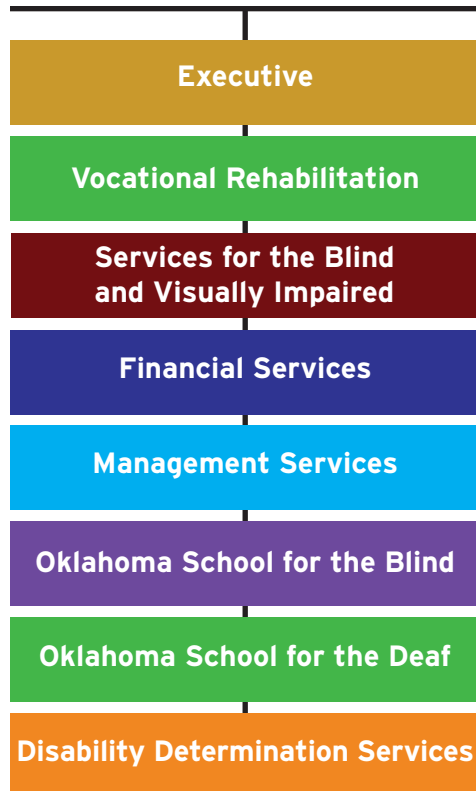 Executive
Vocational Rehabilitation
Services for the Blind
and Visually Impaired
Financial Services
Management Services
Oklahoma School for the Blind
Oklahoma School for the Deaf
Disability Determination Services